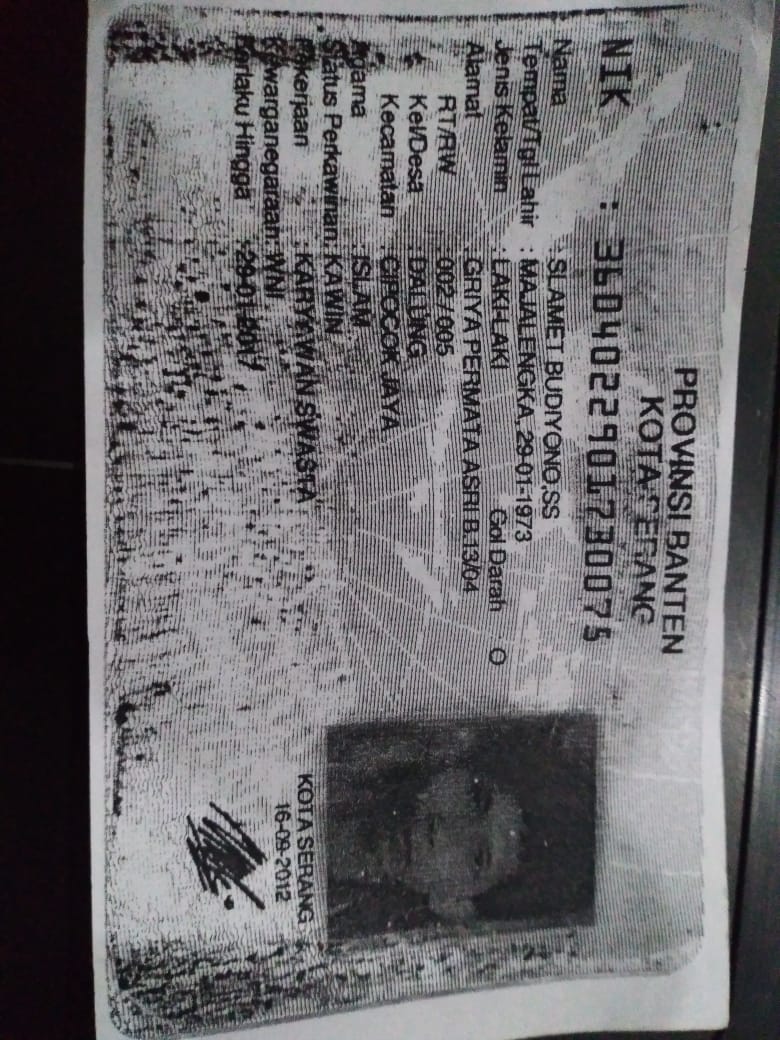 PROVINSI BANTEN
KOTA SERANG
NIK : 3604022901730075
Nama : SLAMET BUDIYONO,SS
Tempat/Tgl Lahir : MAJALENGKA, 29-01-1973
Jenis Kelamin : LAKI-LAKI Gol Darah O
Alamat : GRIYA PERMATA ASRI B.13/04
RT/RW : 002 / 005
Kel/Desa : DALUNG
Kecamatan : CIPOCOK JAYA
Agama : ISLAM
Status Perkawinan : KAWIN
Pekerjaan : KARYAWAN SWASTA
Kewarganegaraan: WNI
Berlaku Hingga : 29-01-2017
KOTA SERANG
16-09-2012